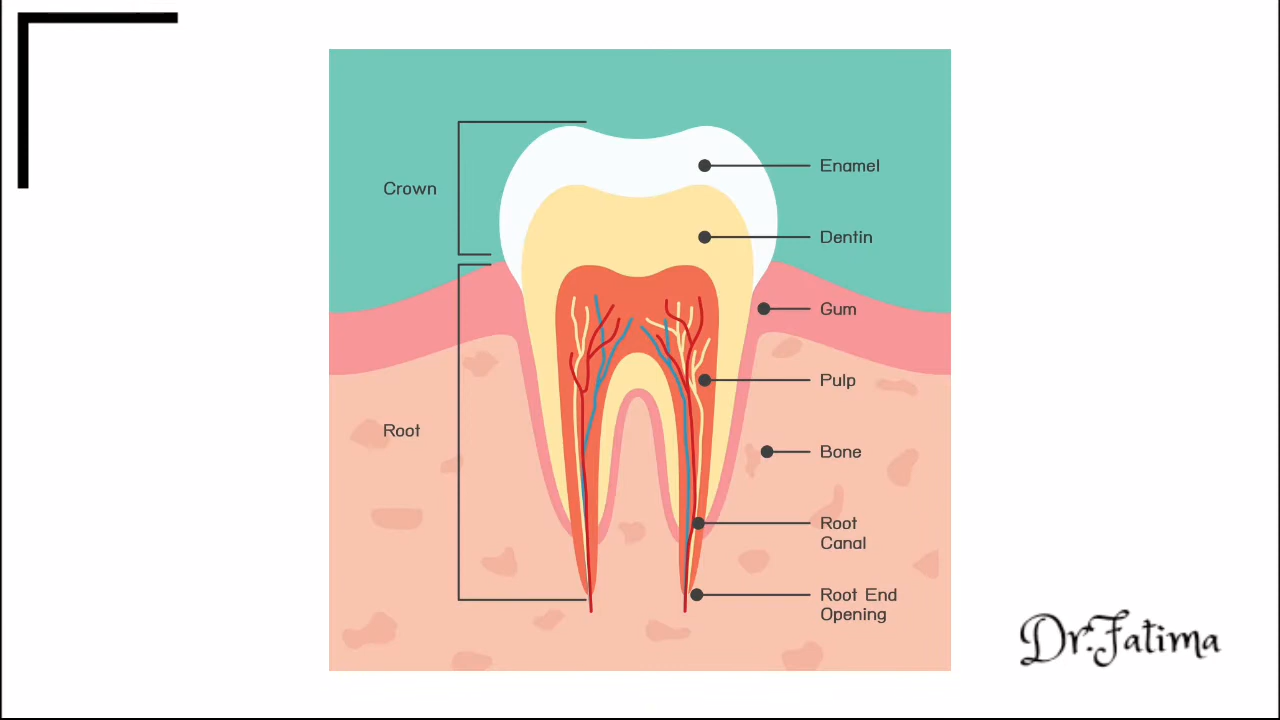 Crown
Root
Enamel
Dentin
Gum
Pulp
Bone
Root
Canal
Root End
Opening
Dr.Fatima